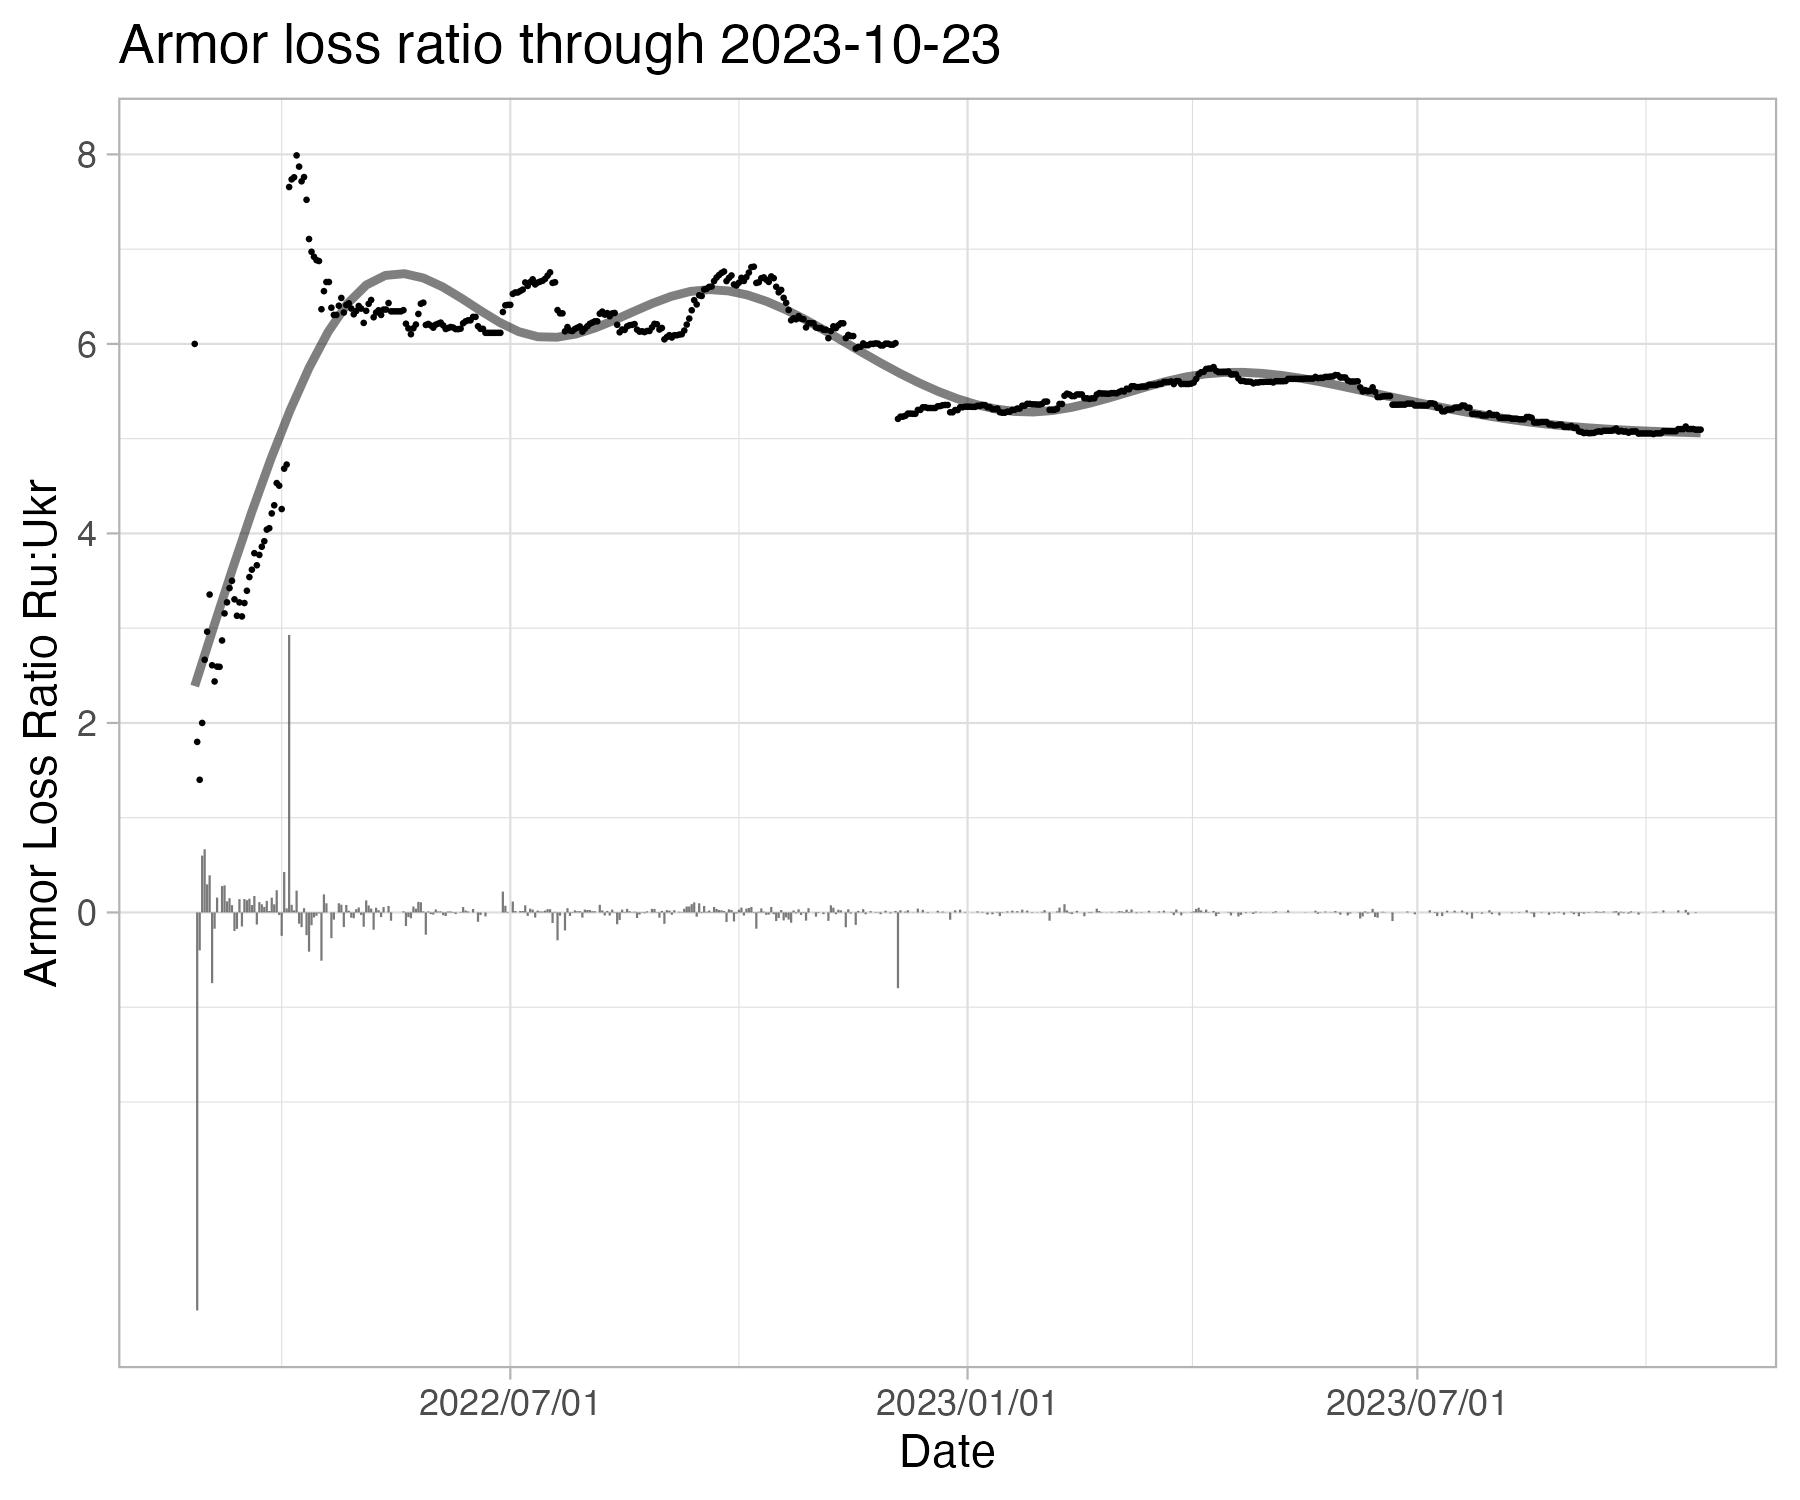 Armor loss ratio through 2023-10-23
Armor Loss Ratio Ru:Ukr
8
6
4
2
0
2022/07/01
2023/01/01
2023/07/01
Date